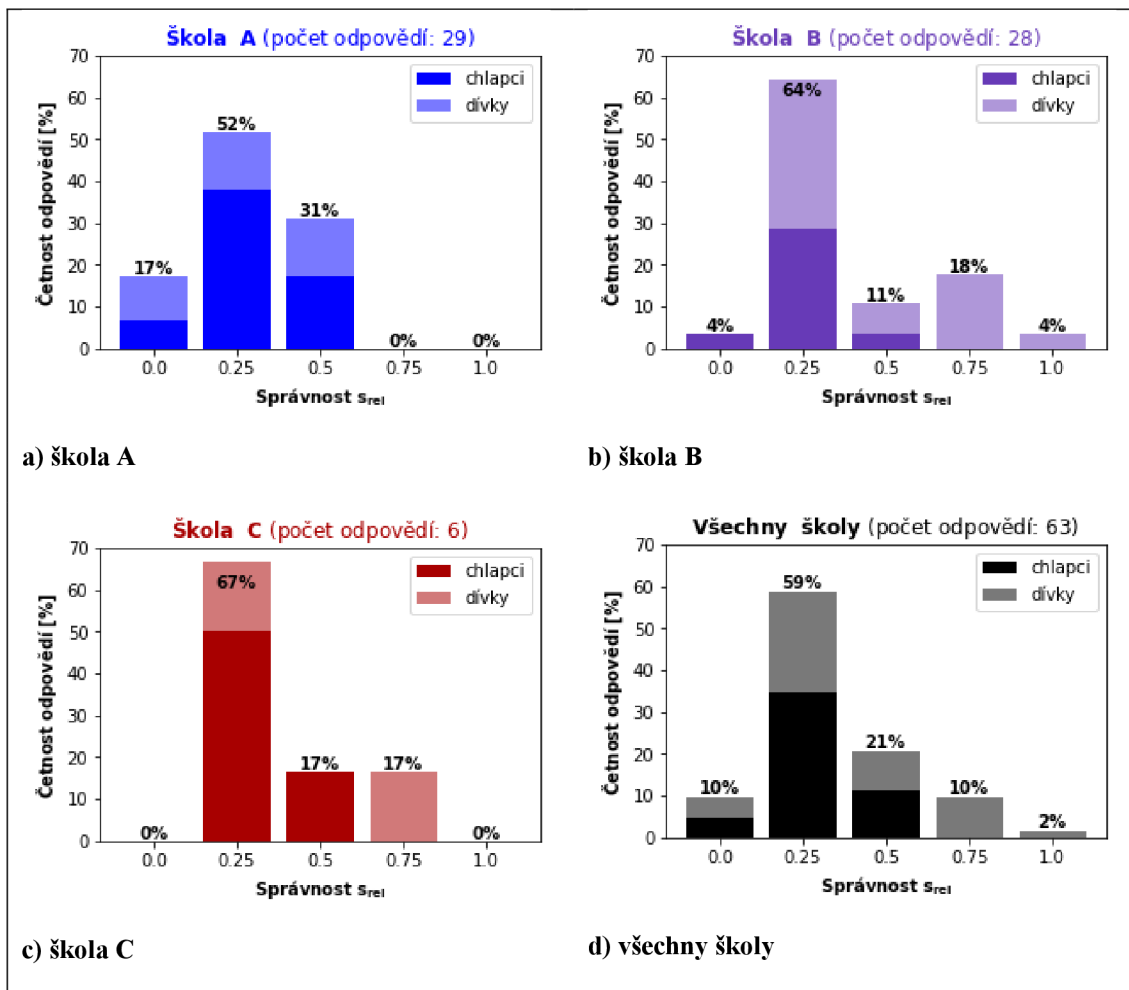 Škola A (počet odpovědí: 29)
70
60
50
40
30
20
10
0
Četnost odpovědí [%]
chlapci
dívky
17%
52%
31%
0%
0%
0.0 0.25 0.5 0.75 1.0
Správnost s_rel
a) škola A
Škola B (počet odpovědí: 28)
70
60
50
40
30
20
10
0
Četnost odpovědí [%]
chlapci
dívky
4%
64%
11%
18%
4%
0.0 0.25 0.5 0.75 1.0
Správnost s_rel
b) škola B
Škola C (počet odpovědí: 6)
70
60
50
40
30
20
10
0
Četnost odpovědí [%]
chlapci
dívky
0%
67%
17%
17%
0%
0.0 0.25 0.5 0.75 1.0
Správnost s_rel
c) škola C
Všechny školy (počet odpovědí: 63)
70
60
50
40
30
20
10
0
Četnost odpovědí [%]
chlapci
dívky
10%
59%
21%
10%
2%
0.0 0.25 0.5 0.75 1.0
Správnost s_rel
d) všechny školy